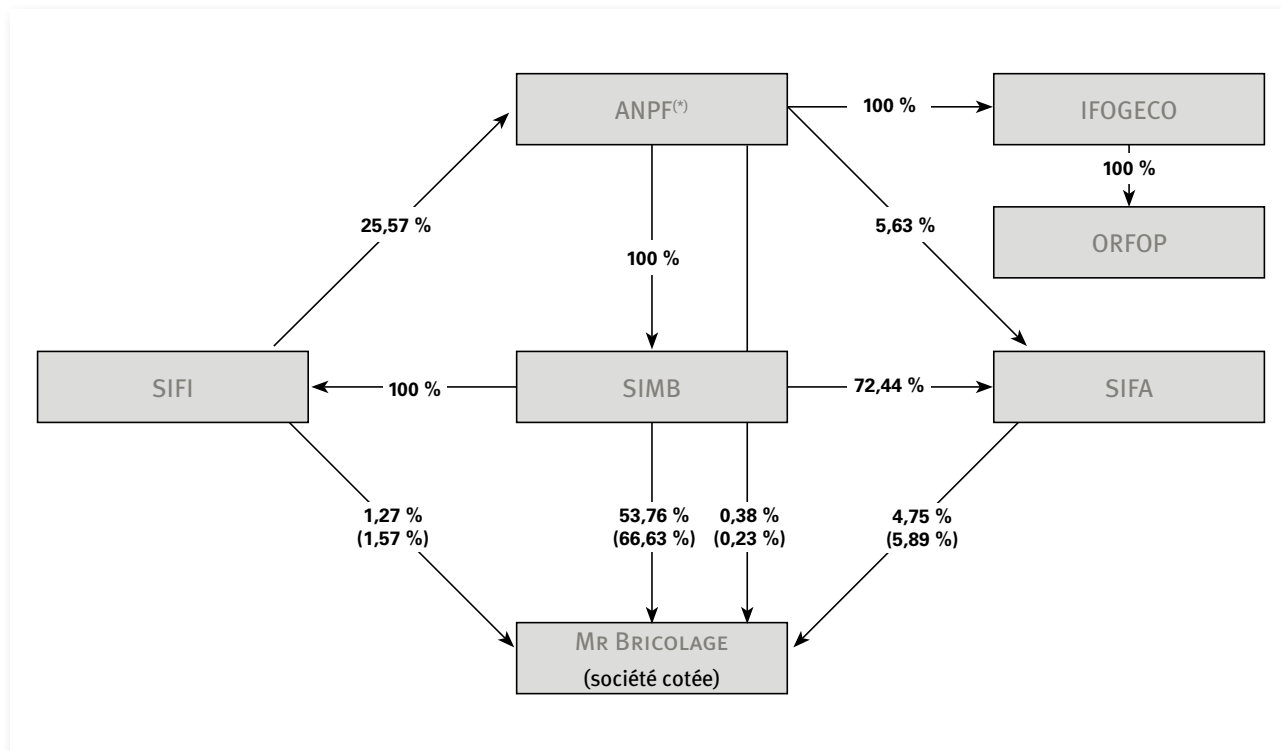 ANPF(*)
100 %
IFOGECO
100 %
25,57 %
5,63 %
ORFOP
100 %
SIFI
100 %
SIMB
72,44 %
SIFA
1,27 %
(1,57 %)
53,76 %
(66,63 %)
0,38 %
(0,23 %)
4,75 %
(5,89 %)
MR BRICOLAGE
(société cotée)